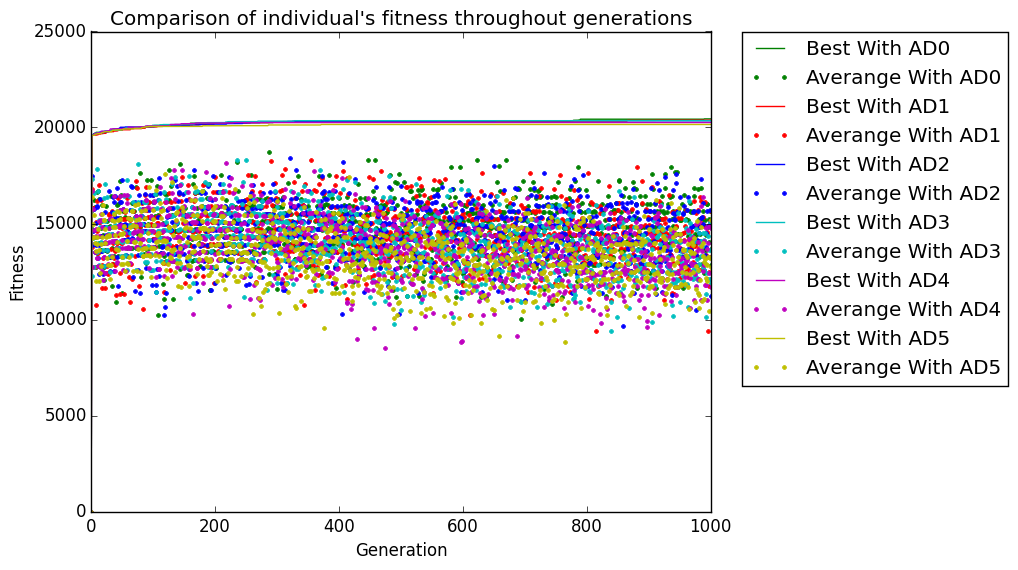 Comparison of individual's fitness throughout generations
25000
20000
15000
10000
5000
0
Fitness
0 200 400 600 800 1000
Generation
Best With AD0
Averange With AD0
Best With AD1
Averange With AD1
Best With AD2
Averange With AD2
Best With AD3
Averange With AD3
Best With AD4
Averange With AD4
Best With AD5
Averange With AD5